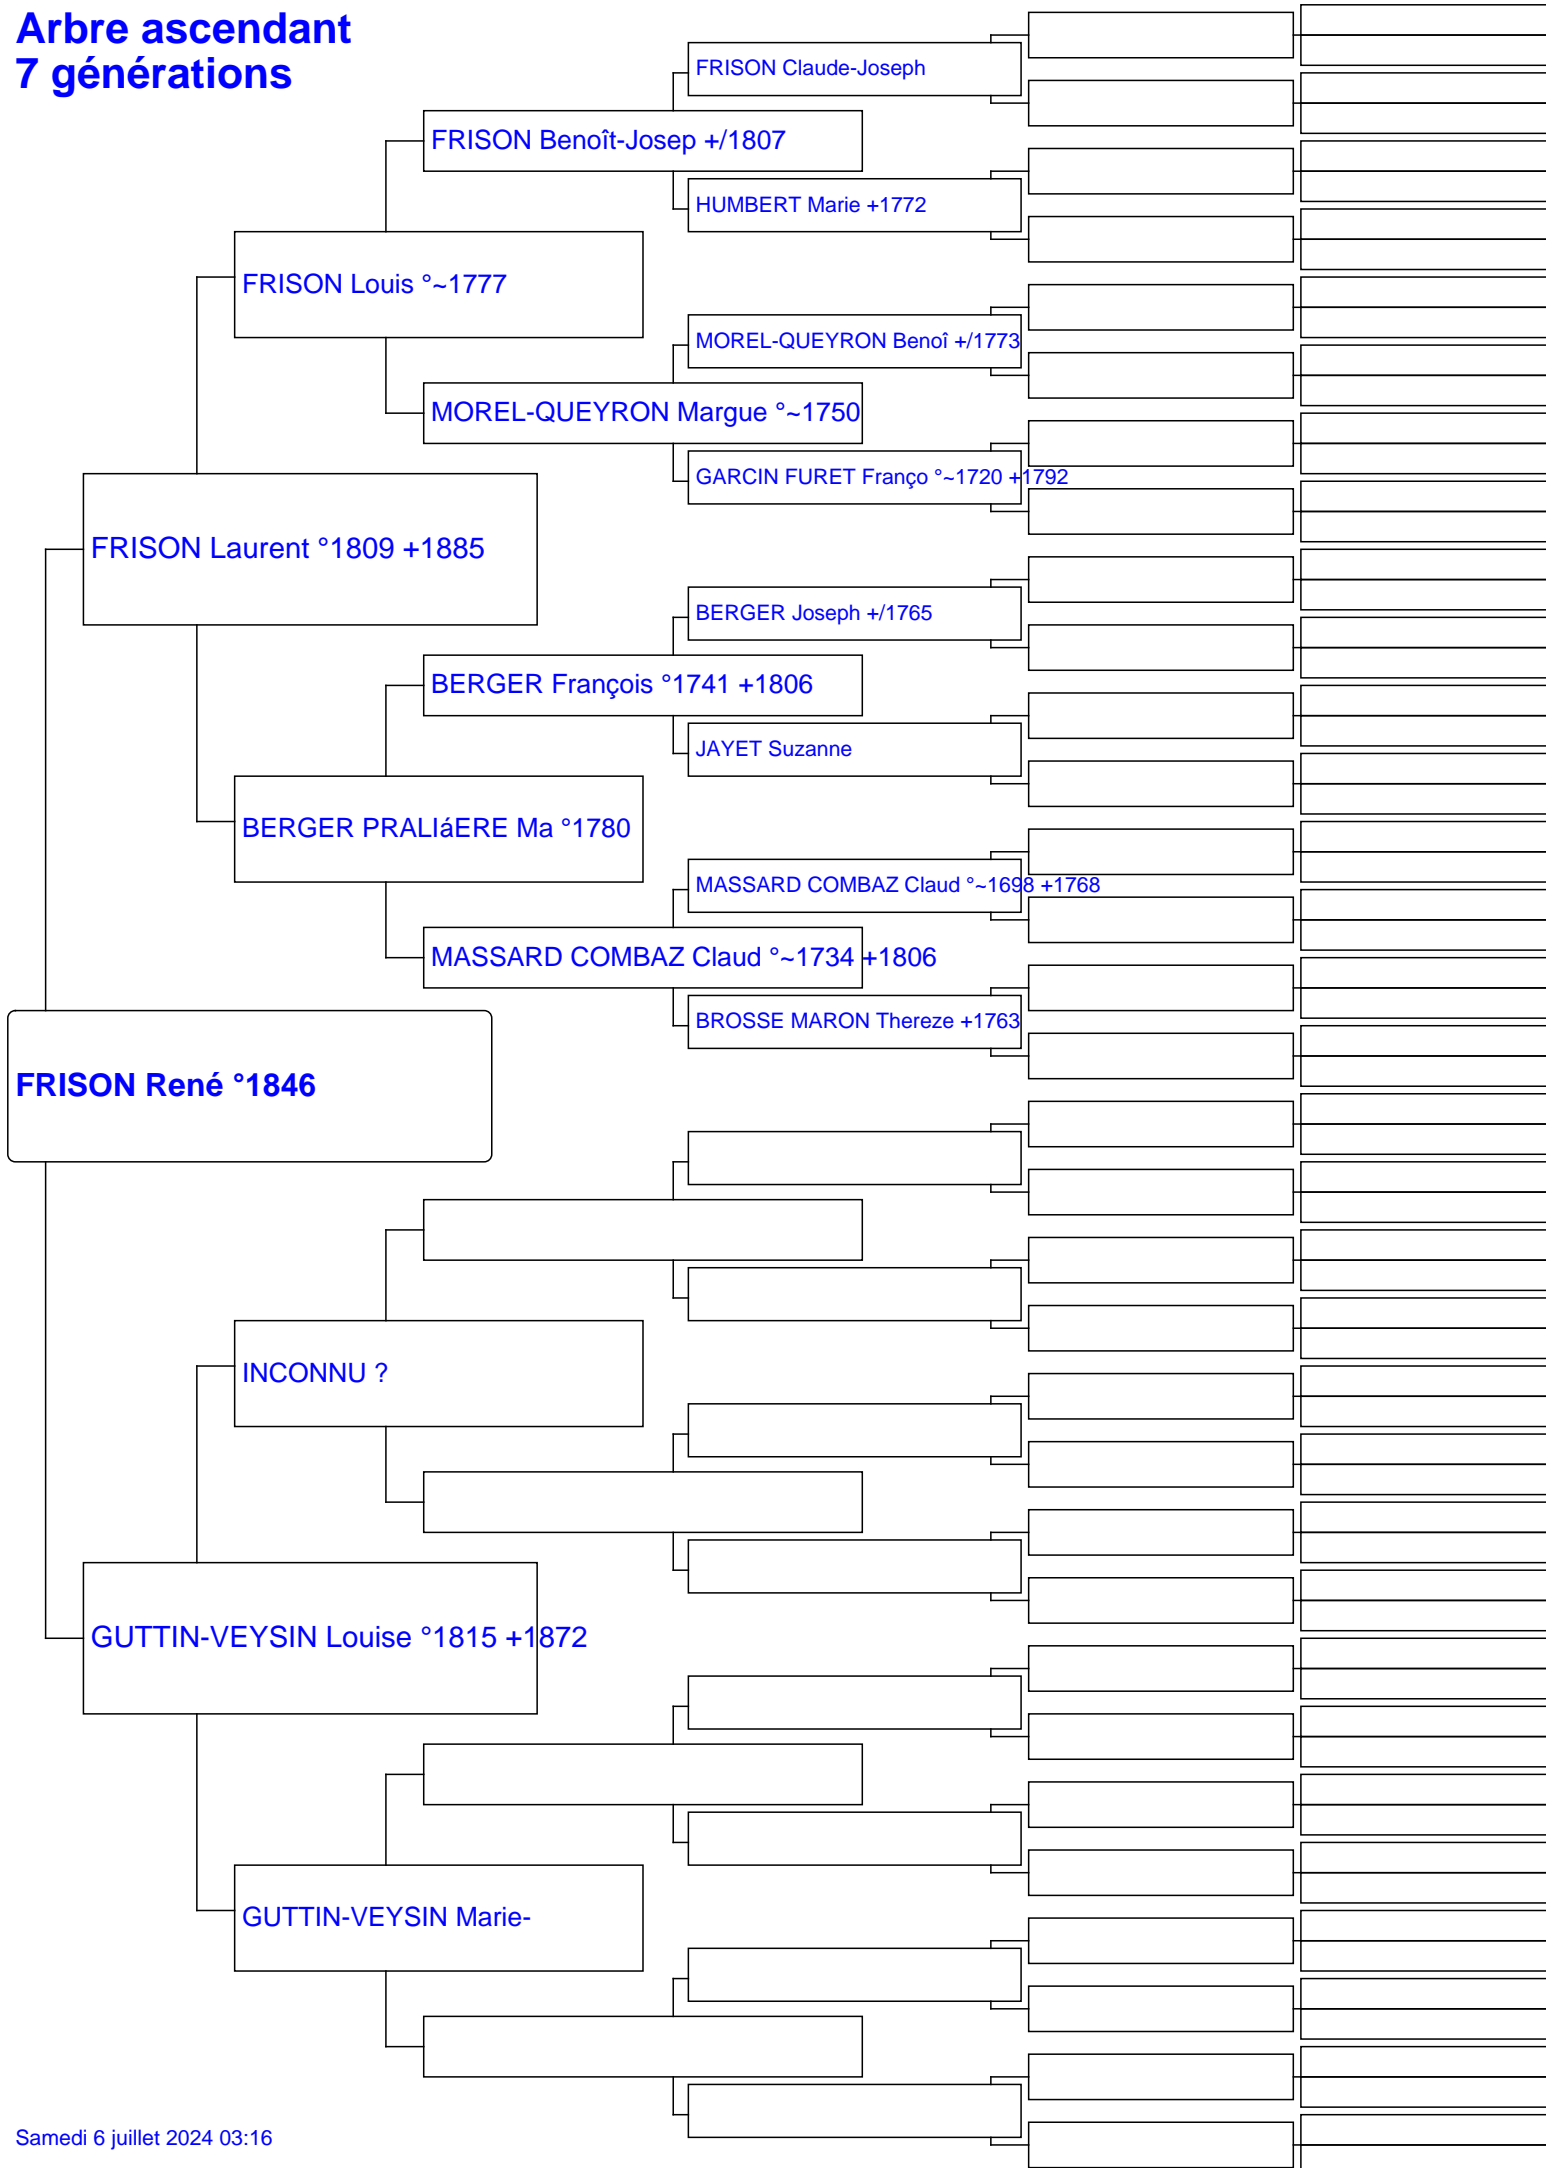 Arbre ascendant
7 générations
FRISON Claude-Joseph
FRISON Benoît-Josep +/1807
HUMBERT Marie +1772
FRISON Louis °~1777
MOREL-QUEYRON Benoî +/1773
MOREL-QUEYRON Margue °~1750
GARCIN FURET Franço °~1720 +1792
FRISON Laurent °1809 +1885
BERGER Joseph +/1765
BERGER François °1741 +1806
JAYET Suzanne
BERGER PRALIáERE Ma °1780
MASSARD COMBAZ Claud °~1698 +1768
MASSARD COMBAZ Claud °~1734 +1806
BROSSE MARON Thereze +1763
FRISON René °1846
INCONNU ?
GUTTIN-VEYSIN Louise °1815 +1872
GUTTIN-VEYSIN Marie-
Samedi 6 juillet 2024 03:16